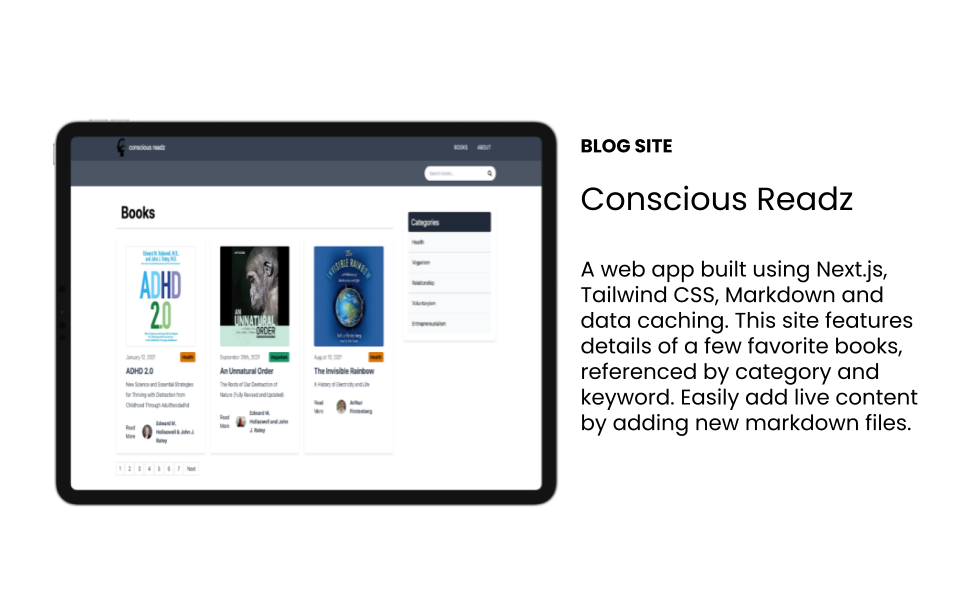 conscious readz
BOOKS
ABOUT
Search books...
Books
Categories
Health
Veganism
Relationship
Voluntaryism
Entrepreneurialism
Edward M. Hallowell, M.D.
and John J. Ratey, M.D.
ADHD
2.0
AN
UNNATURAL
ORDER
THE
INVISIBLE RAINBOW
January 12, 2021
Health
ADHD 2.0
New Science and Essential Strategies
for Thriving with Distraction from
Childhood Through Adulthood
Read
More
Edward M.
Hallowell & John J.
Ratey
September 28th, 2021
Veganism
An Unnatural Order
The Roots of Our Destruction of
Nature (Fully Revised and Updated)
Read
More
Edward M.
Hallowell and John
J. Ratey
August 10, 2021
Health
The Invisible Rainbow
A History of Electricity and Life
Read
More
Arthur
Firstenberg
1 2 3 4 5 6 7 Next
BLOG SITE
Conscious Readz
A web app built using Next.js,
Tailwind CSS, Markdown and
data caching. This site features
details of a few favorite books,
referenced by category and
keyword. Easily add live content
by adding new markdown files.